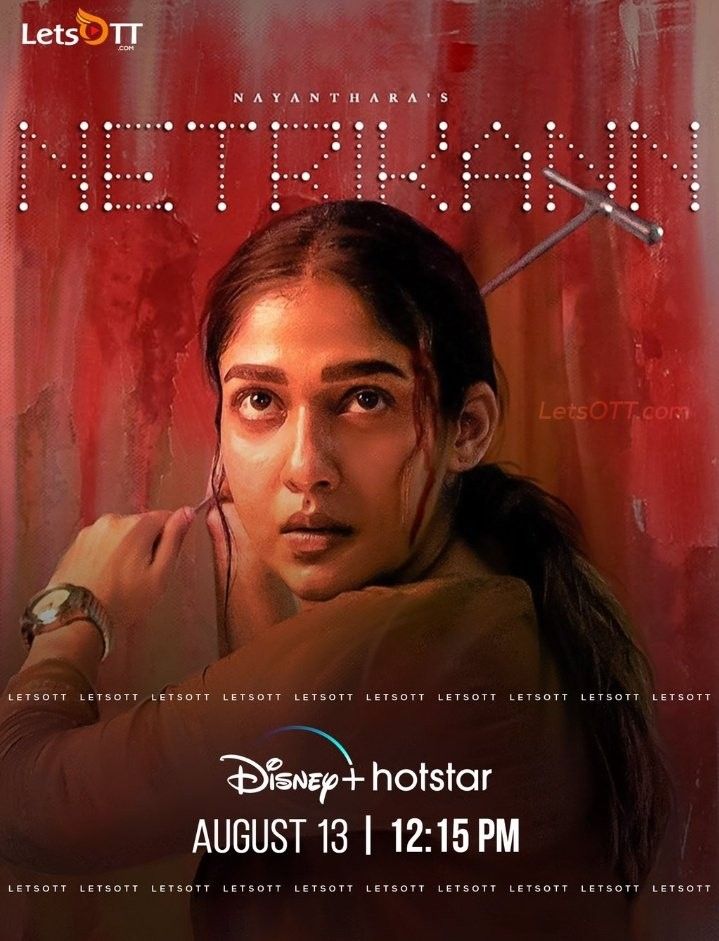 LetsOTT
.COM
NAYANTHARA'S
NETRIKANN
LetsOTT.com
LETSOTT LETSOTT LETSOTT LETSOTT LETSOTT LETSOTT LETSOTT LETSOTT LETSOTT LETSOTT
Disney+ hotstar
AUGUST 13 | 12:15 PM
LETSOTT LETSOTT LETSOTT LETSOTT LETSOTT LETSOTT LETSOTT LETSOTT LETSOTT LETSOTT